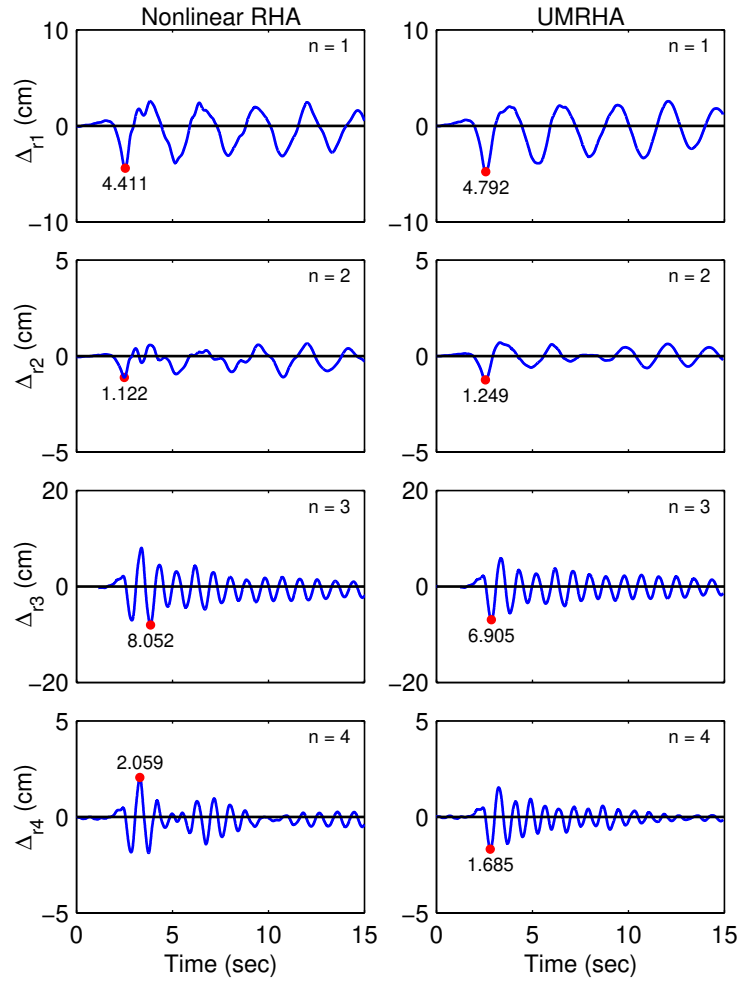 Nonlinear RHA
UMRHA
10
0
−10
Δr1 (cm)
n = 1
4.411
10
0
−10
n = 1
4.792
5
0
−5
Δr2 (cm)
n = 2
1.122
5
0
−5
n = 2
1.249
20
0
−20
Δr3 (cm)
n = 3
8.052
20
0
−20
n = 3
6.905
5
0
−5
Δr4 (cm)
n = 4
2.059
0
5
10
15
Time (sec)
5
0
−5
n = 4
1.685
0
5
10
15
Time (sec)